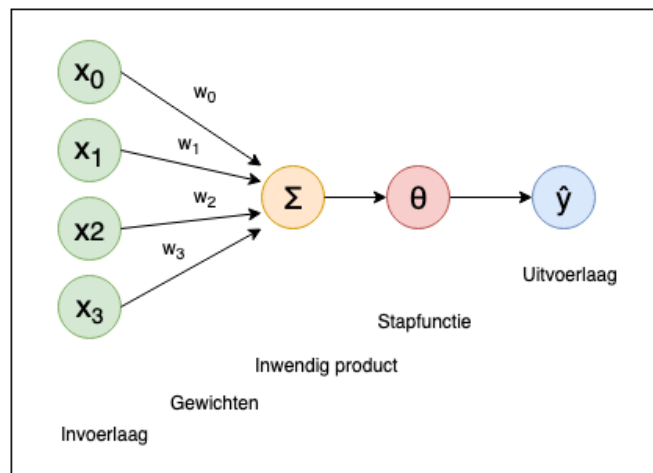 x₀
w₀
x₁
w₁
Σ
θ
ŷ
x2
w₂
w₃
x₃
Uitvoerlaag
Stapfunctie
Inwendig product
Gewichten
Invoerlaag